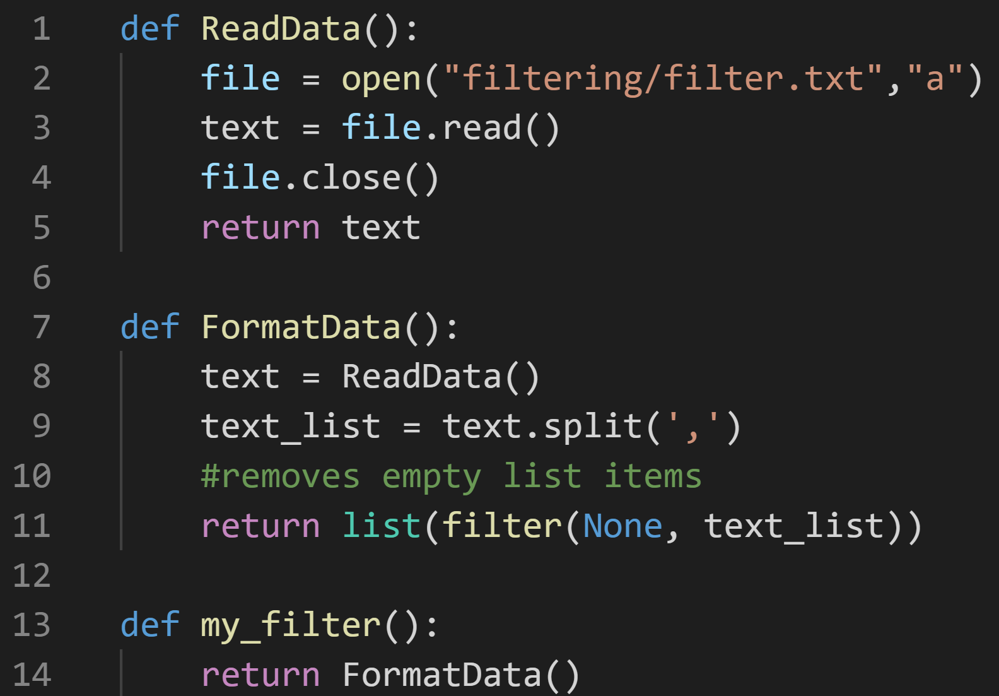 1 def ReadData():
2     file = open("filtering/filter.txt","a")
3     text = file.read()
4     file.close()
5     return text
6
7 def FormatData():
8     text = ReadData()
9     text_list = text.split(',')
10     #removes empty list items
11     return list(filter(None, text_list))
12
13 def my_filter():
14     return FormatData()